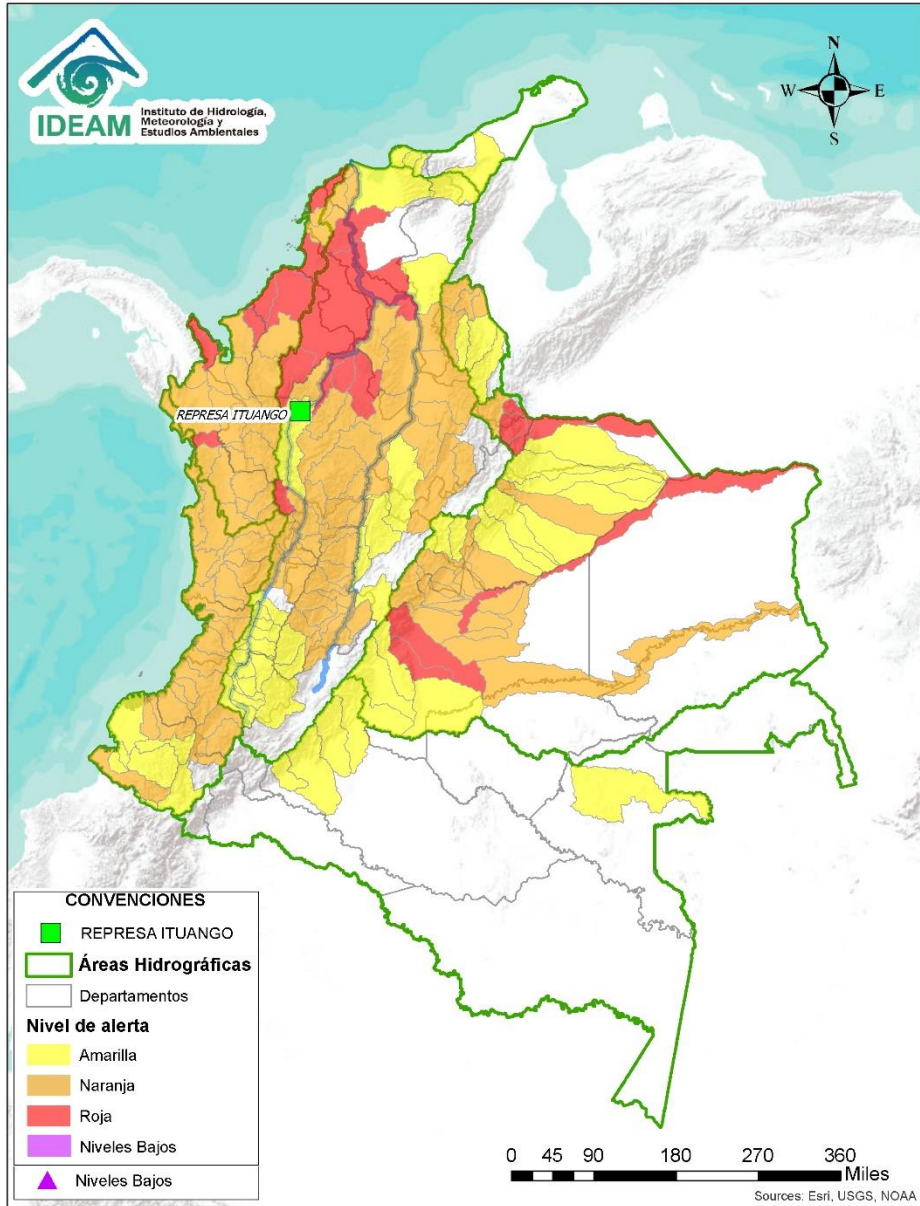 IDEAM
Instituto de Hidrología,
Meteorología y
Estudios Ambientales
N
W
E
S
REPRESA ITUANGO
CONVENCIONES
REPRESA ITUANGO
Áreas Hidrográficas
Departamentos
Nivel de alerta
Amarilla
Naranja
Roja
Niveles Bajos
Niveles Bajos
0 45 90 180 270 360
Miles
Sources: Esri, USGS, NOAA